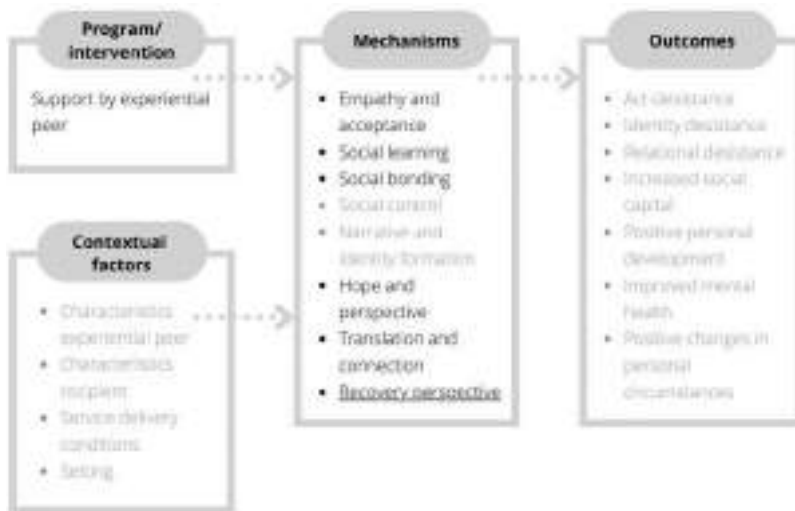 Program/
intervention
Support by experiential
peer
Contextual
factors
Characteristics
experiential peer
Characteristics
recipient
Service delivery
conditions
Setting
Mechanisms
Empathy and
acceptance
Social learning
Social bonding
Social control
Narrative and
identity formation
Hope and
perspective
Translation and
connection
Recovery perspective
Outcomes
Act-desistance
Identity desistance
Relational desistance
Increased social
capital
Positive personal
development
Improved mental
health
Positive changes in
personal
circumstances